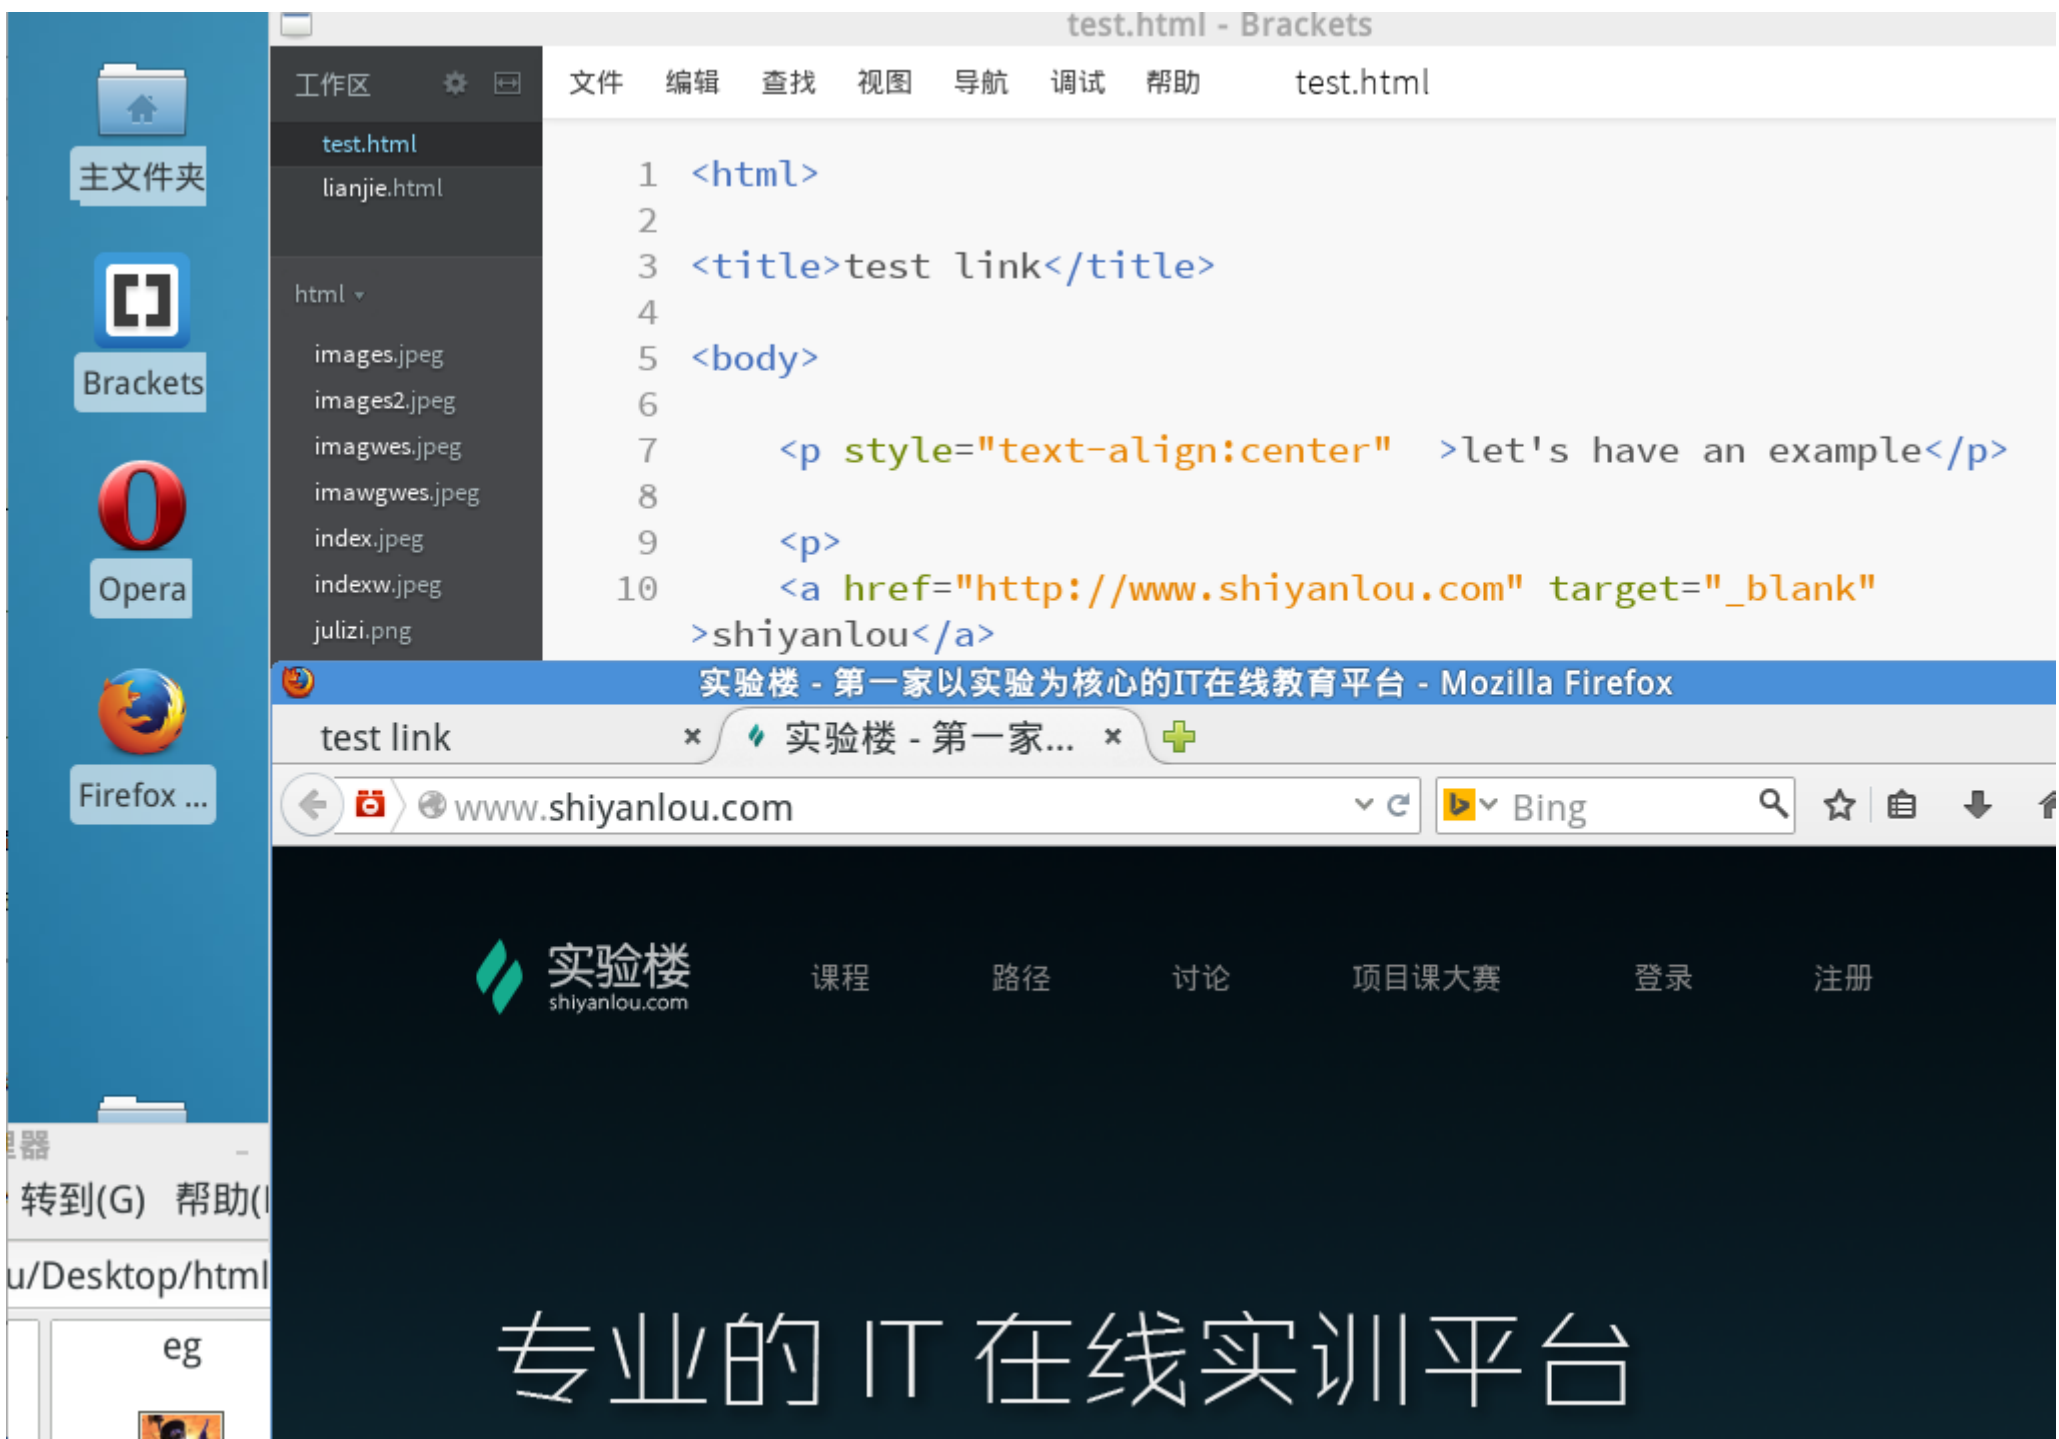 主文件夹
Brackets
Opera
Firefox ...
test.html - Brackets
工作区
test.html
lianjie.html
html
images.jpeg
images2.jpeg
imagwes.jpeg
imawgwes.jpeg
index.jpeg
indexw.jpeg
julizi.png
文件 编辑 查找 视图 导航 调试 帮助 test.html
1 <html>
2
3 <title>test link</title>
4
5 <body>
6
7 <p style="text-align:center" >let's have an example</p>
8
9 <p>
10 <a href="http://www.shiyanlou.com" target="_blank"
>shiyanlou</a>
实验楼 - 第一家以实验为核心的IT在线教育平台 - Mozilla Firefox
test link 实验楼 - 第一家...
www.shiyanlou.com Bing
实验楼 课程 路径 讨论 项目课大赛 登录 注册
shiyanlou.com
专业的 IT 在线实训平台
器
转到(G) 帮助(
u/Desktop/html
eg